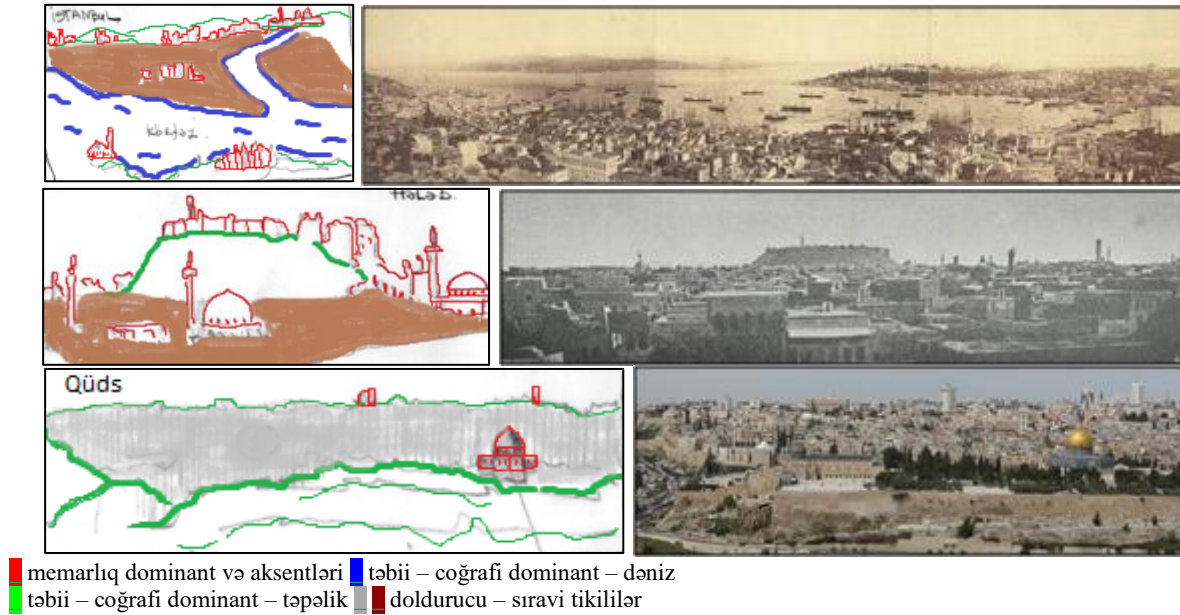 İSTANBUL
Körfəz
Hələb.
Qüds
memarlıq dominant və aksentləri təbii – coğrafi dominant – dəniz
təbii – coğrafi dominant – təpəlik doldurucu – sıravi tikililər